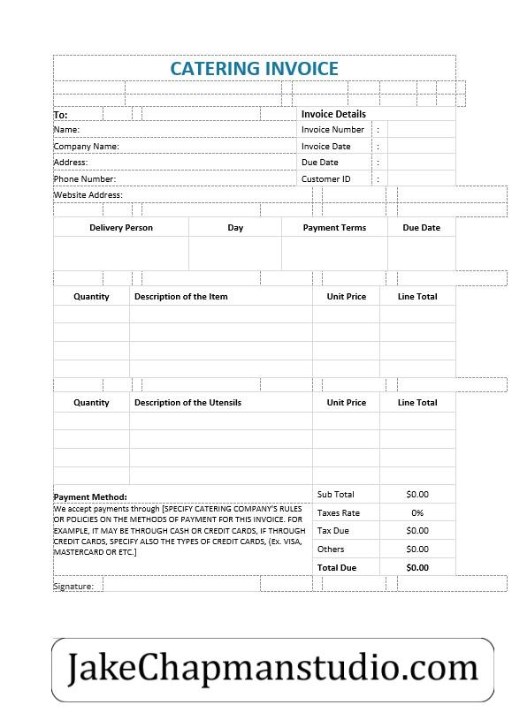 CATERING INVOICE
To: Invoice Details
Name: Invoice Number :
Company Name: Invoice Date :
Address: Due Date :
Phone Number: Customer ID :
Website Address:
Delivery Person Day Payment Terms Due Date
Quantity Description of the Item Unit Price Line Total
Quantity Description of the Utensils Unit Price Line Total
Payment Method:
We accept payments through [SPECIFY CATERING COMPANY'S RULES
OR POLICIES ON THE METHODS OF PAYMENT FOR THIS INVOICE. FOR
EXAMPLE, IT MAY BE THROUGH CASH OR CREDIT CARDS, IF THROUGH
CREDIT CARDS, SPECIFY ALSO THE TYPES OF CREDIT CARDS, (Ex. VISA,
MASTERCARD OR ETC.]
Sub Total $0.00
Taxes Rate 0%
Tax Due $0.00
Others $0.00
Total Due $0.00
Signature:
JakeChapmanstudio.com